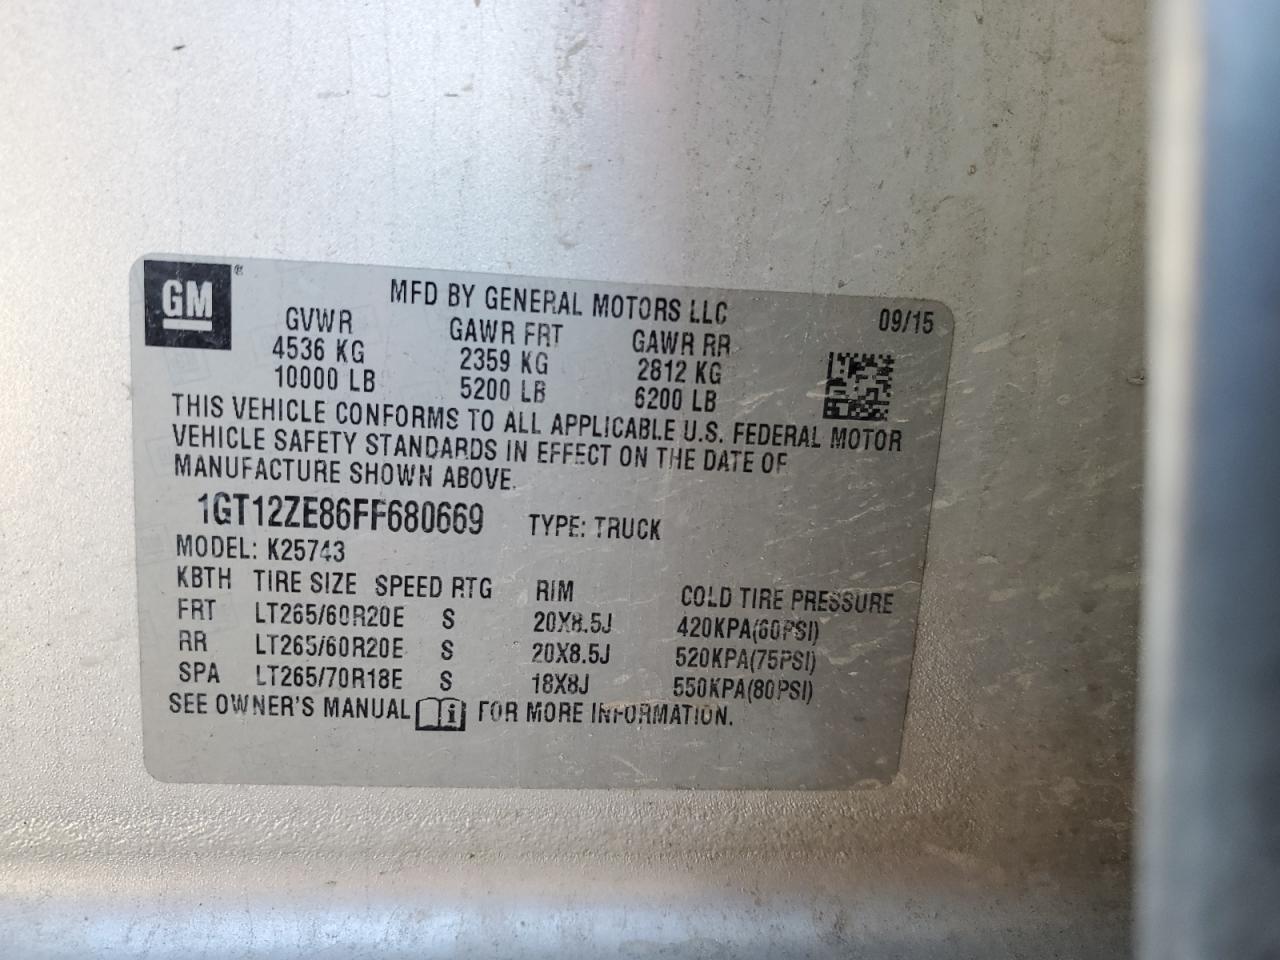 GM ®
MFD BY GENERAL MOTORS LLC 09/15
GVWR GAWR FRT GAWR RR
4536 KG 2359 KG 2812 KG
10000 LB 5200 LB 6200 LB
THIS VEHICLE CONFORMS TO ALL APPLICABLE U.S. FEDERAL MOTOR
VEHICLE SAFETY STANDARDS IN EFFECT ON THE DATE OF
MANUFACTURE SHOWN ABOVE.
1GT12ZE86FF680669 TYPE: TRUCK
MODEL: K25743
KBTH TIRE SIZE SPEED RTG RIM COLD TIRE PRESSURE
FRT LT265/60R20E S 20X8.5J 420KPA(60PSI)
RR LT265/60R20E S 20X8.5J 520KPA(75PSI)
SPA LT265/70R18E S 18X8J 550KPA(80PSI)
SEE OWNER'S MANUAL i FOR MORE INFORMATION.